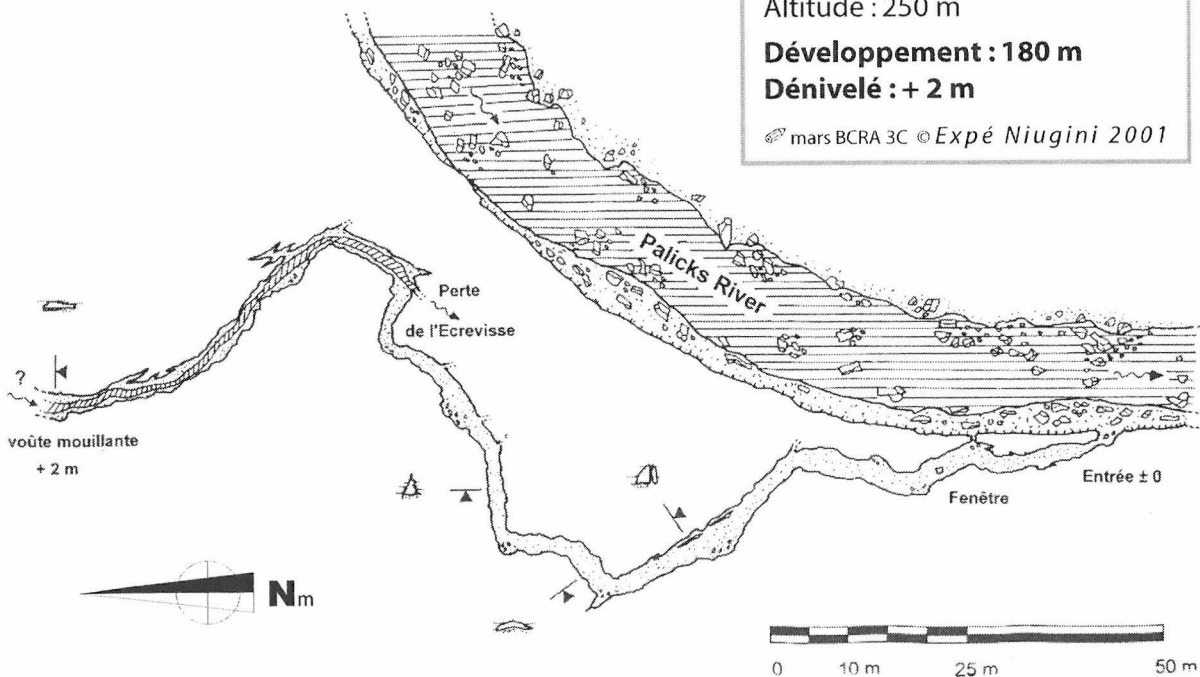 Altitude : 250 m
Développement : 180 m
Dénivelé : + 2 m
mars BCRA 3C © Expé Niugini 2001
Palicks River
Perte
de l'Ecrevisse
?
voûte mouillante
+ 2 m
Entrée ± 0
Fenêtre
Nm
0 10 m 25 m 50 m